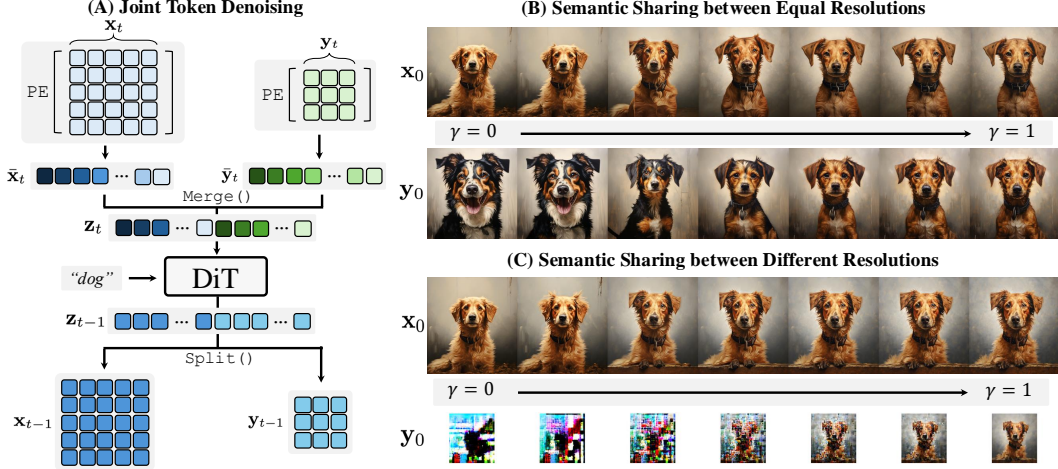 (A) Joint Token Denoising
x_t
y_t
PE
PE
x̄_t
ȳ_t
Merge()
z_t
“dog”
DiT
z_{t−1}
Split()
x_{t−1}
y_{t−1}
(B) Semantic Sharing between Equal Resolutions
x_0
γ = 0
γ = 1
y_0
(C) Semantic Sharing between Different Resolutions
x_0
γ = 0
γ = 1
y_0